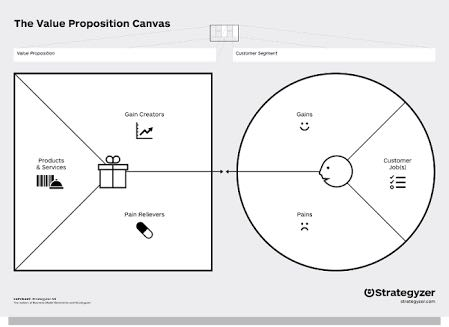 The Value Proposition Canvas
Value Proposition
Customer Segment
Gain Creators
Gains
Products
& Services
Customer
Job(s)
Pain Relievers
Pains
Strategyzer
strategyzer.com